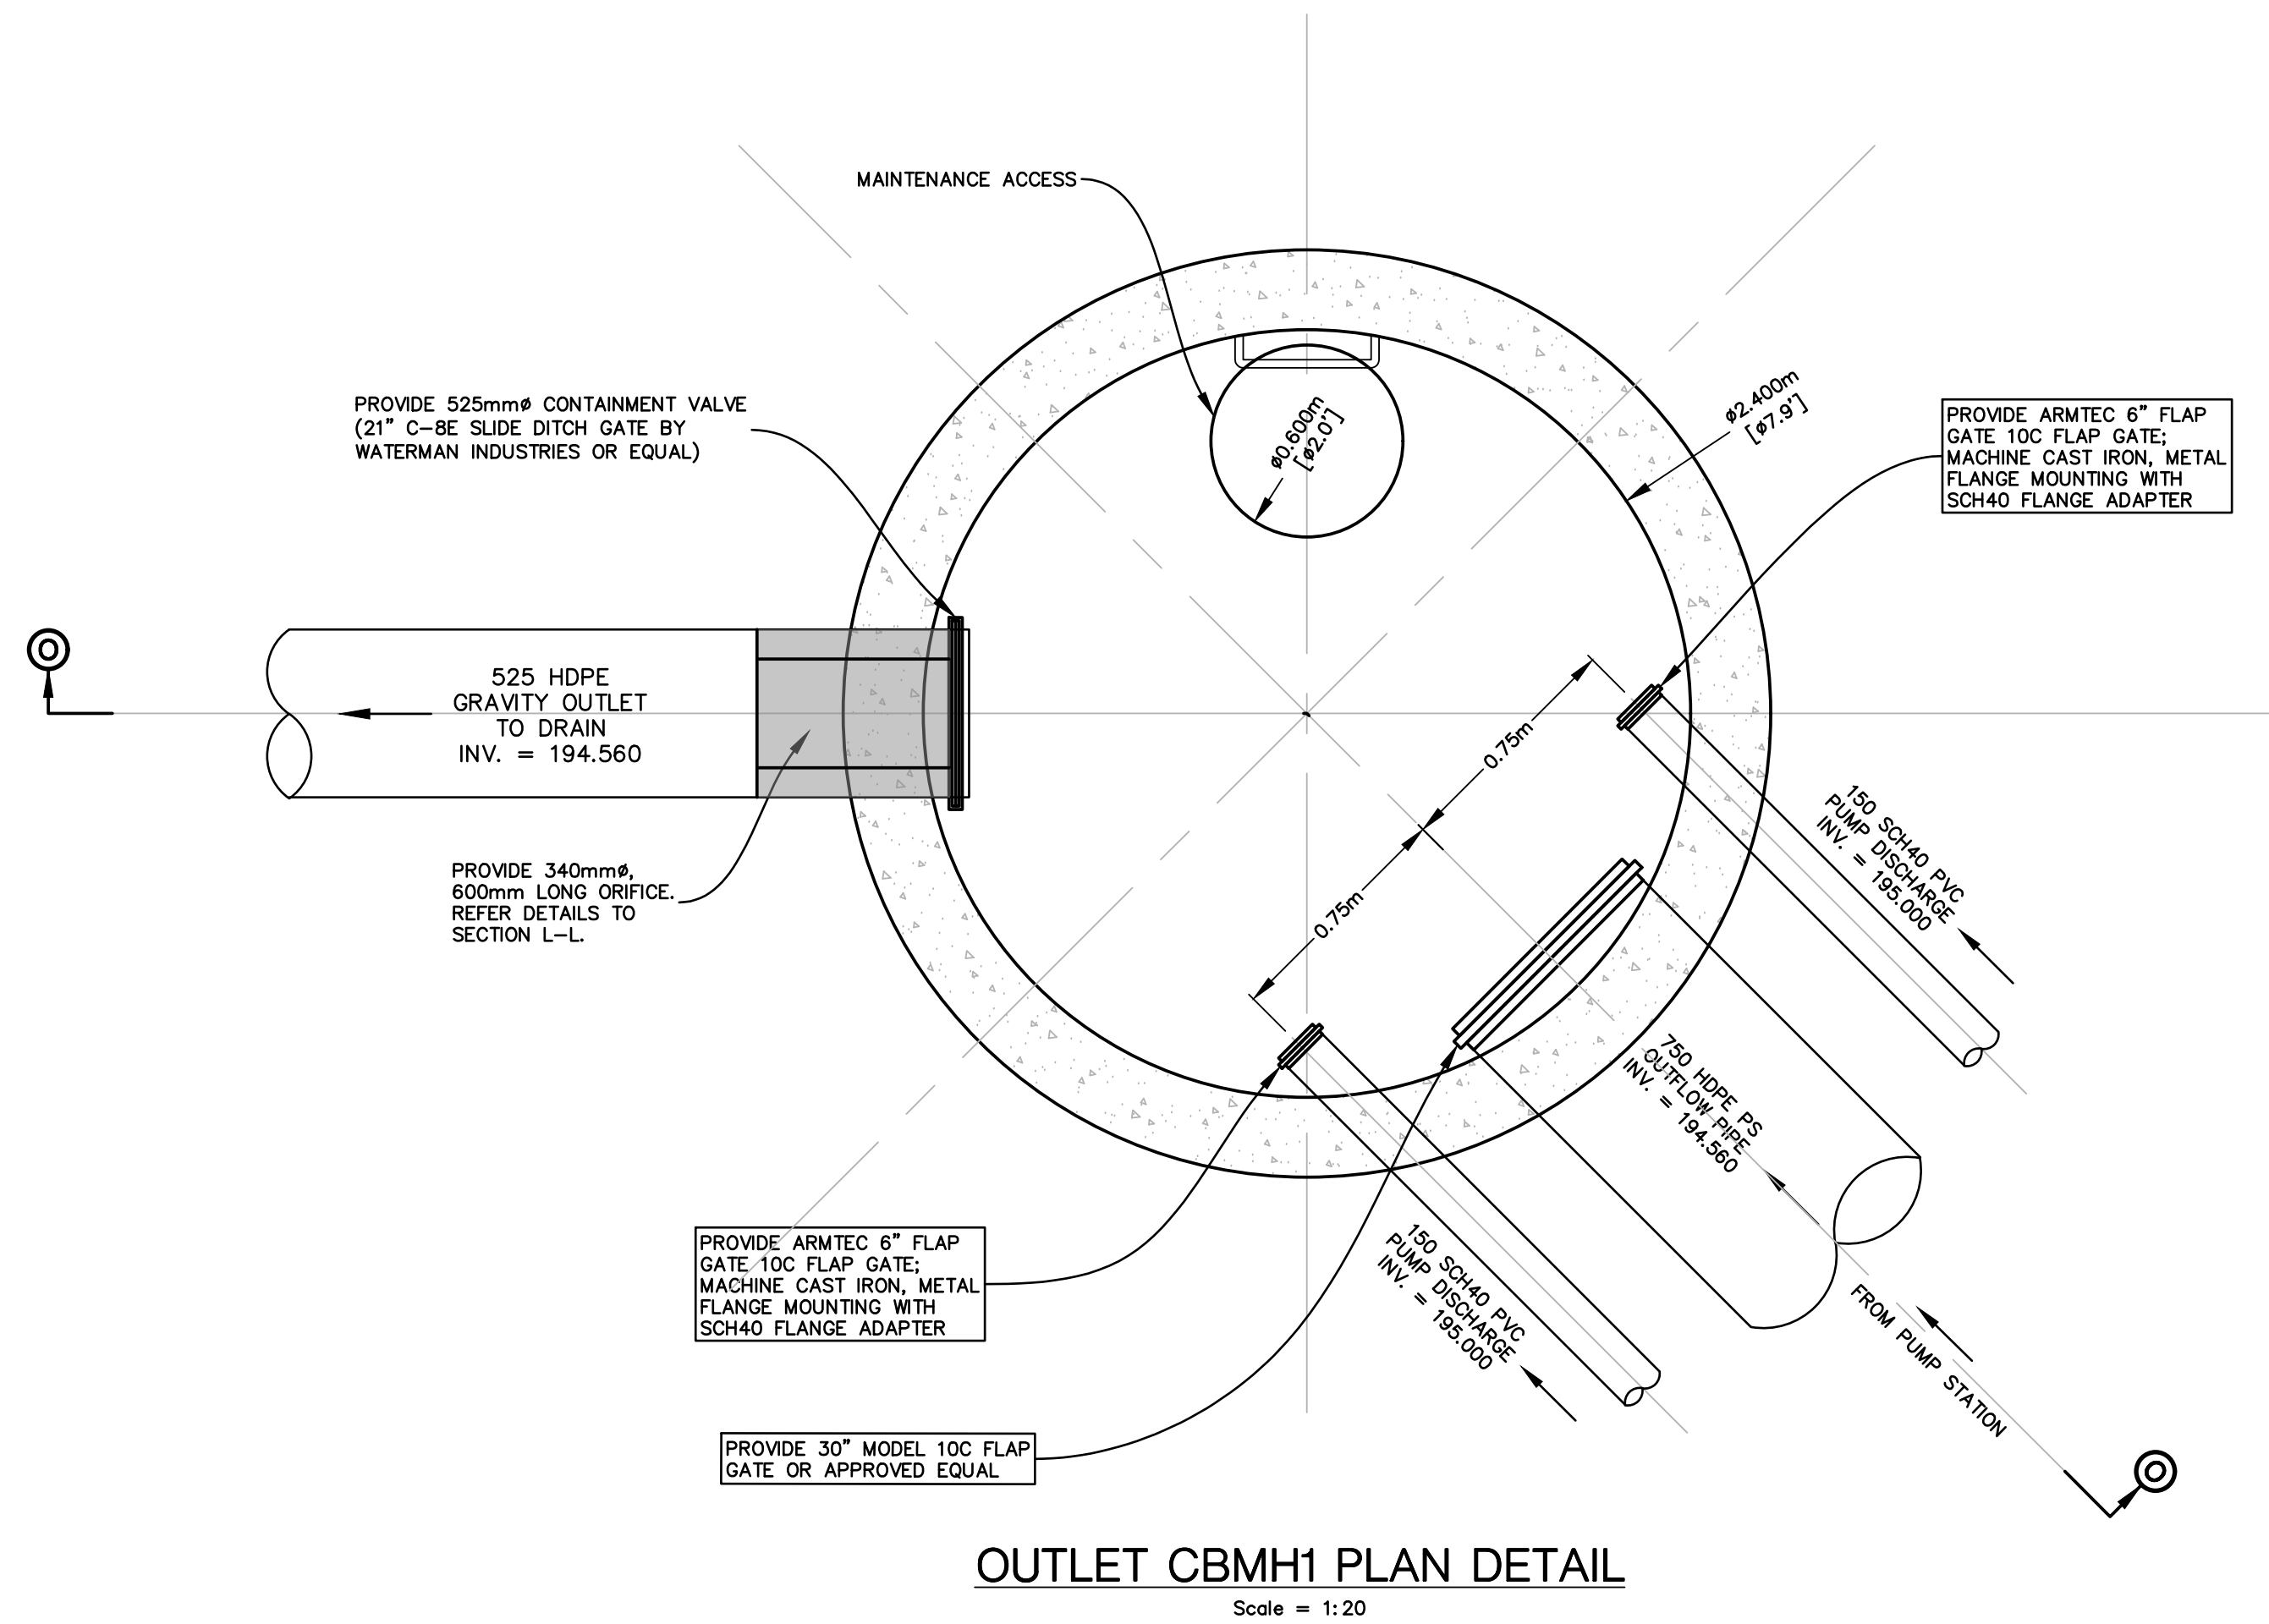 MAINTENANCE ACCESS
PROVIDE 525mmø CONTAINMENT VALVE
(21" C-8E SLIDE DITCH GATE BY
WATERMAN INDUSTRIES OR EQUAL)
ø0.600m
[ø2.0']
ø2.400m
[ø7.9']
PROVIDE ARMTEC 6" FLAP
GATE 10C FLAP GATE;
MACHINE CAST IRON, METAL
FLANGE MOUNTING WITH
SCH40 FLANGE ADAPTER
O
525 HDPE
GRAVITY OUTLET
TO DRAIN
INV. = 194.560
0.75m
0.75m
150 SCH40 PVC
PUMP DISCHARGE
INV. = 195.000
PROVIDE 340mmø,
600mm LONG ORIFICE.
REFER DETAILS TO
SECTION L-L.
750 HDPE PS
OUTFLOW PIPE
INV. = 194.560
PROVIDE ARMTEC 6" FLAP
GATE 10C FLAP GATE;
MACHINE CAST IRON, METAL
FLANGE MOUNTING WITH
SCH40 FLANGE ADAPTER
150 SCH40 PVC
PUMP DISCHARGE
INV. = 195.000
FROM PUMP STATION
PROVIDE 30" MODEL 10C FLAP
GATE OR APPROVED EQUAL
O
OUTLET CBMH1 PLAN DETAIL
Scale = 1:20